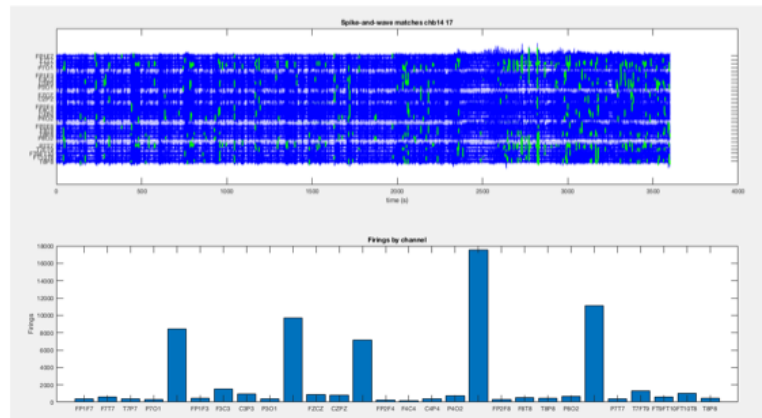 Spike-and-wave matches chb14 17
0 500 1000 1500 2000 2500 3000 3500 4000
time (s)
Firings by channel
18000
16000
14000
12000
10000
8000
6000
4000
2000
0
Firings
FP1F7 F7T7 T7P7 P7O1 FP1F3 F3C3 C3P3 P3O1 FZCZ CZPZ FP2F4 F4C4 C4P4 P4O2 FP2F8 F8T8 T8P8 P8O2 P7T7 T7FT9 FT9FT10 FT10T8 T8P8